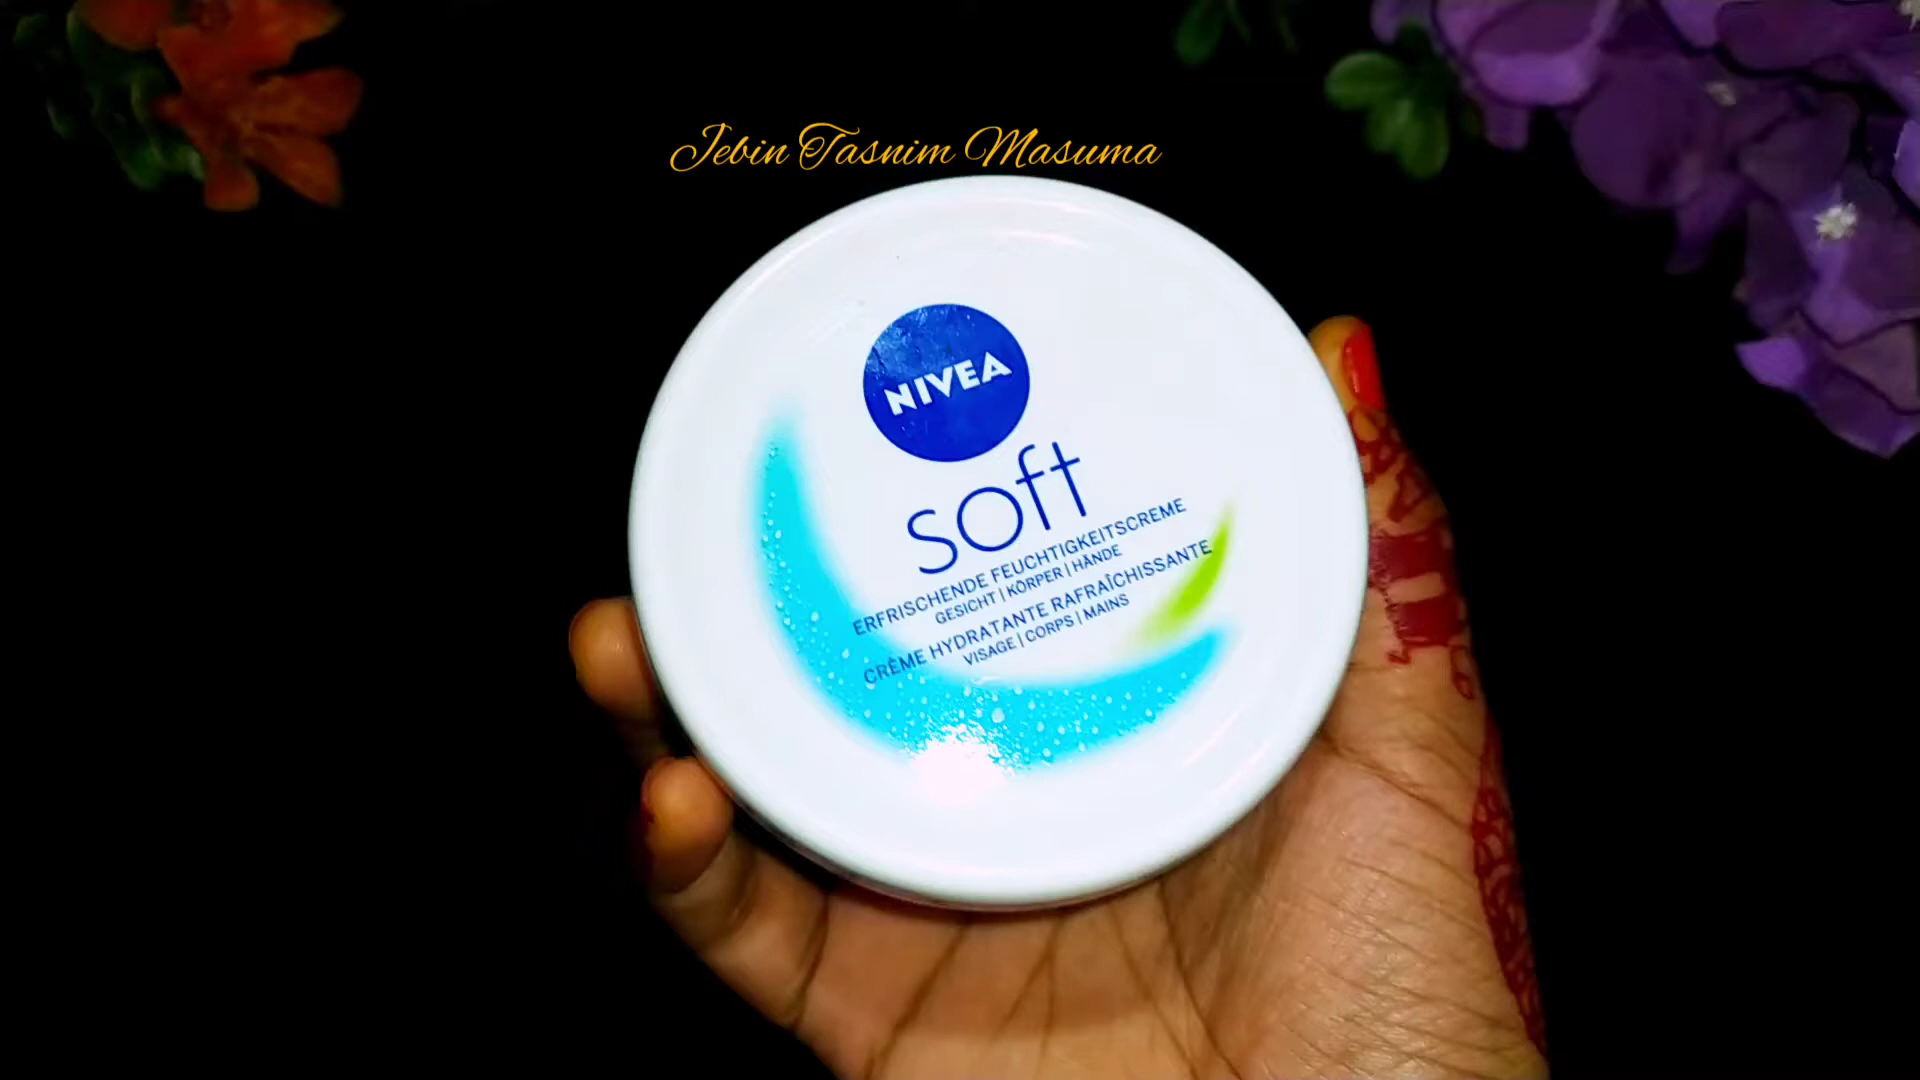 Jebin Tasnim Masuma
NIVEA
soft
ERFRISCHENDE FEUCHTIGKEITSCREME
GESICHT | KÖRPER | HÄNDE
CRÈME HYDRATANTE RAFRAÎCHISSANTE
VISAGE | CORPS | MAINS